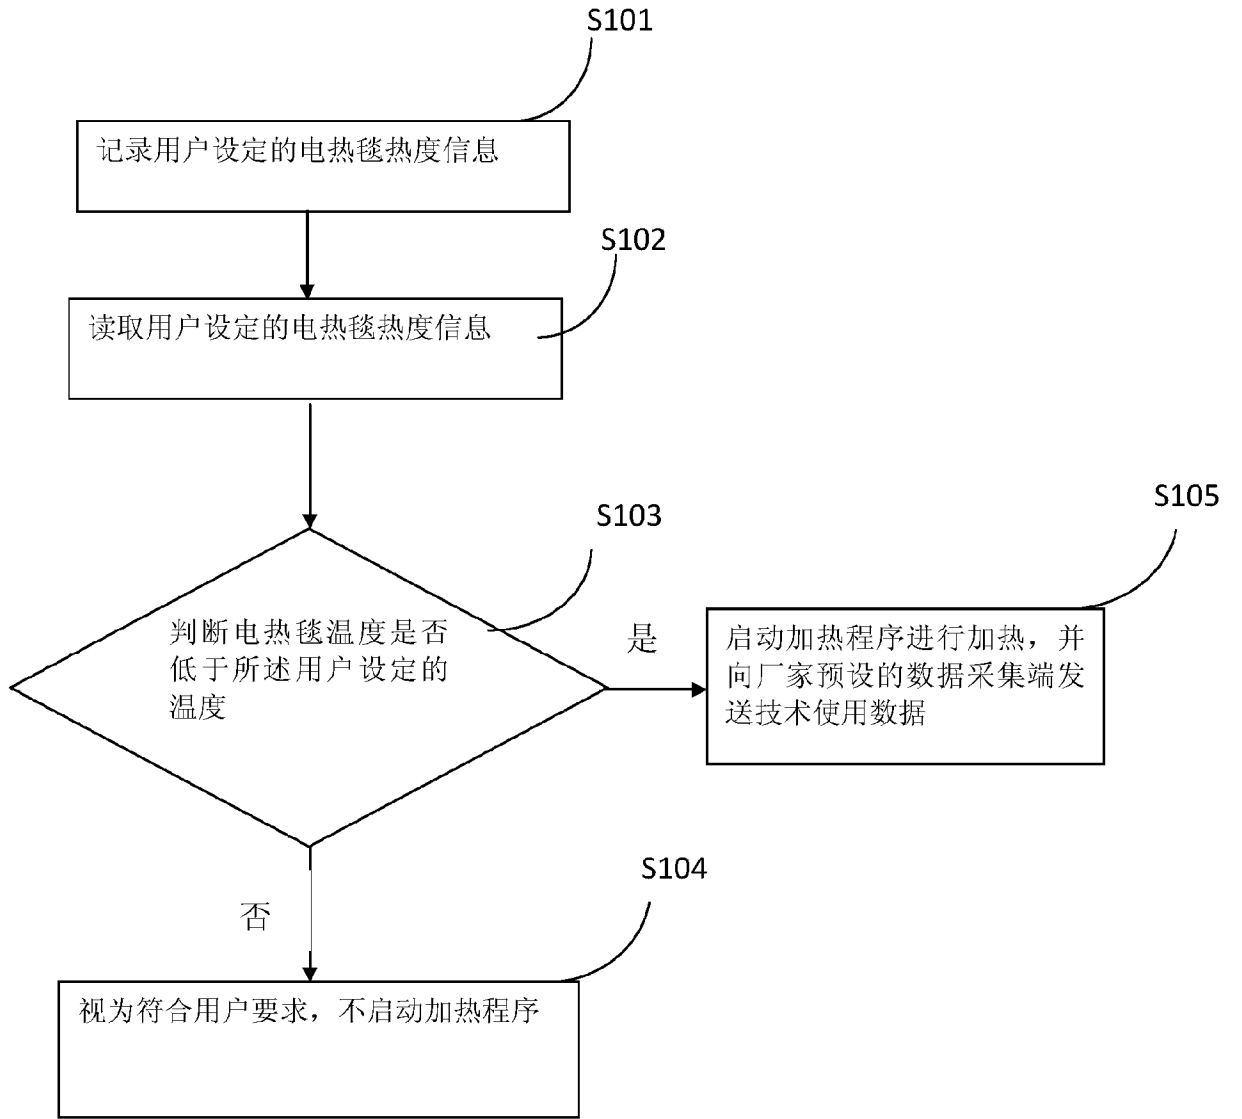 S101
记录用户设定的电热毯热度信息
S102
读取用户设定的电热毯热度信息
S103
S105
判断电热毯温度是否
低于所述用户设定的
温度
是
启动加热程序进行加热，并
向厂家预设的数据采集端发
送技术使用数据
S104
否
视为符合用户要求，不启动加热程序